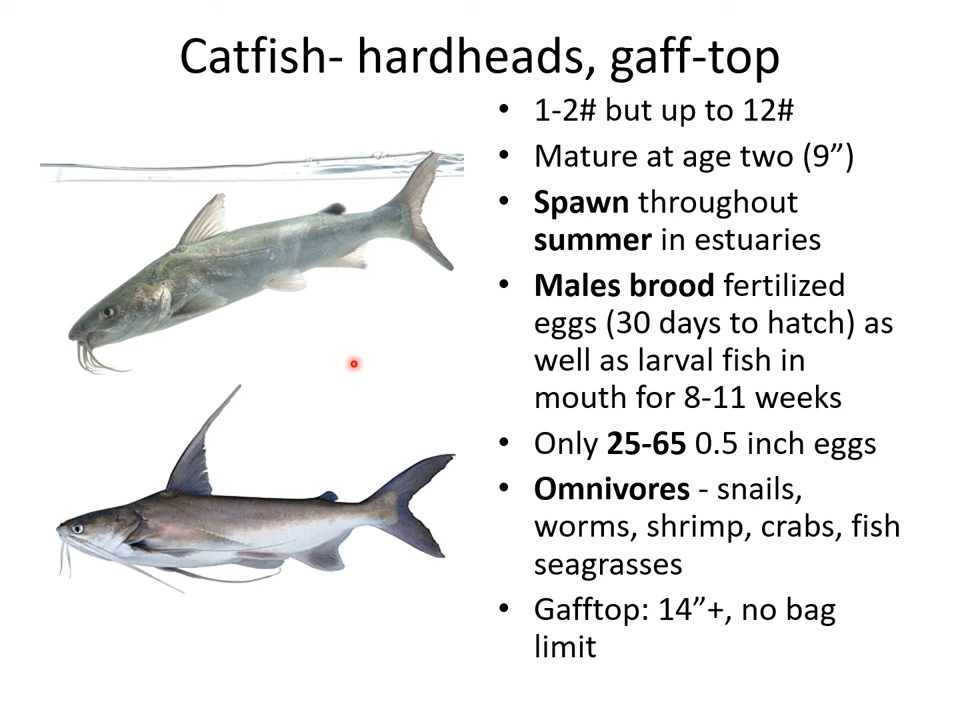 Catfish- hardheads, gaff-top
• 1-2# but up to 12#
• Mature at age two (9”)
• Spawn throughout
summer in estuaries
• Males brood fertilized
eggs (30 days to hatch) as
well as larval fish in
mouth for 8-11 weeks
• Only 25-65 0.5 inch eggs
• Omnivores - snails,
worms, shrimp, crabs, fish
seagrasses
• Gafftop: 14”+, no bag
limit